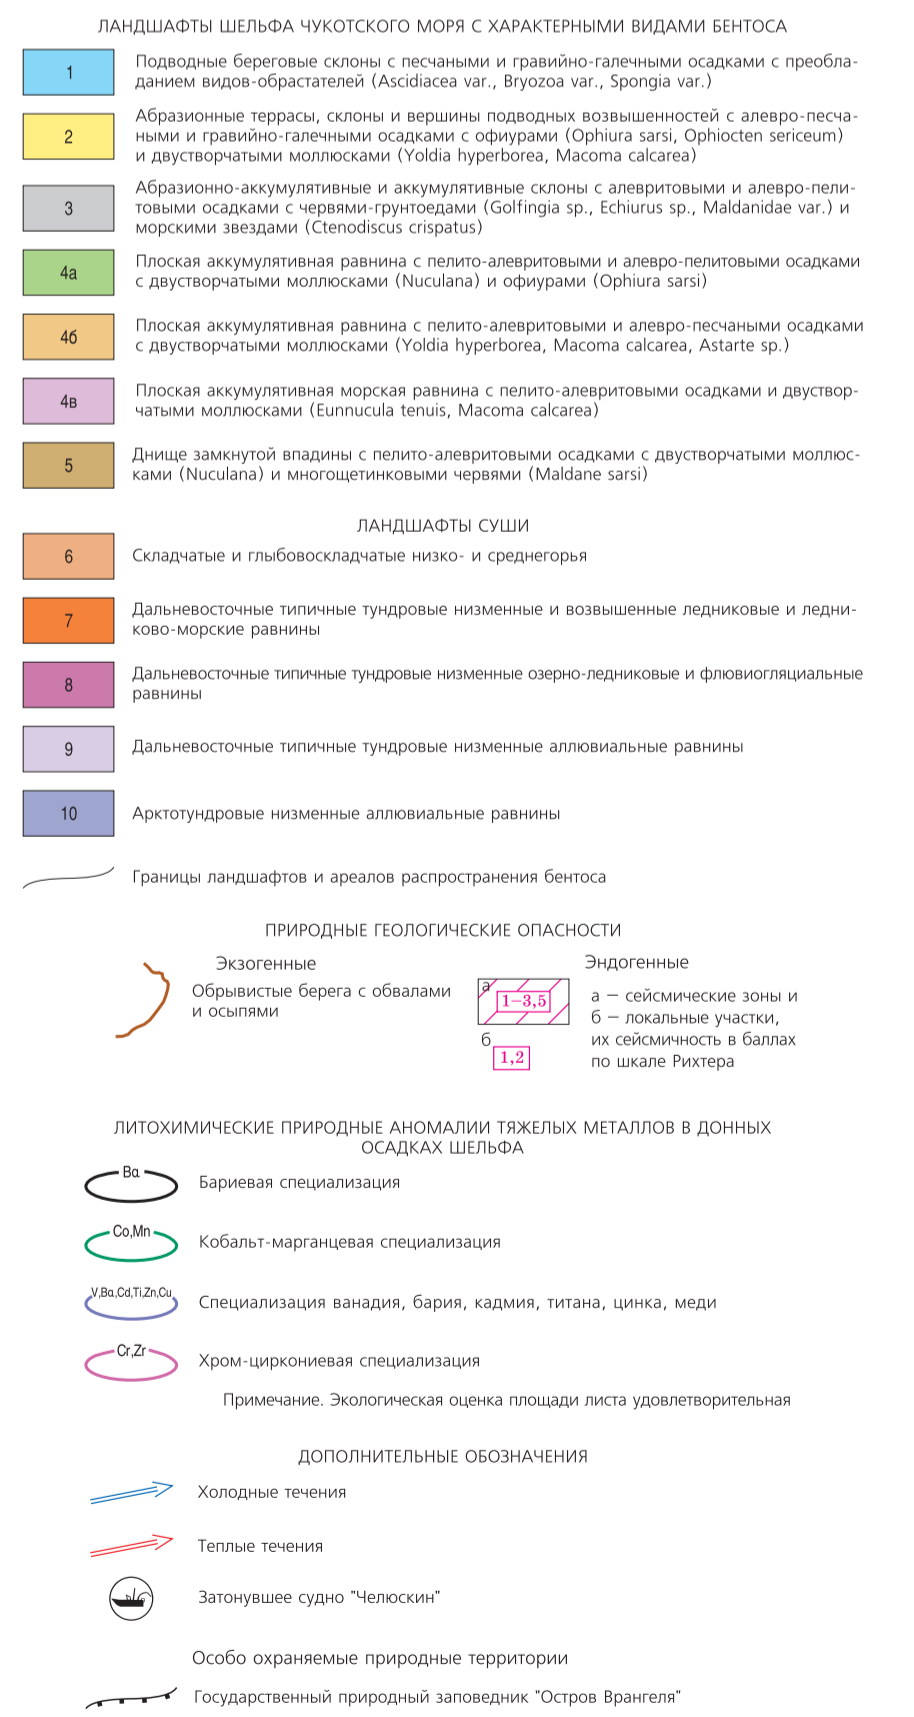 ЛАНДШАФТЫ ШЕЛЬФА ЧУКОТСКОГО МОРЯ С ХАРАКТЕРНЫМИ ВИДАМИ БЕНТОСА
1
Подводные береговые склоны с песчаными и гравийно-галечными осадками с преобла-
данием видов-обрастателей (Ascidiacea var., Bryozoa var., Spongia var.)
2
Абразионные террасы, склоны и вершины подводных возвышенностей с алевро-песча-
ными и гравийно-галечными осадками с офиурами (Ophiura sarsi, Ophiocten sericeum)
и двустворчатыми моллюсками (Yoldia hyperborea, Macoma calcarea)
3
Абразионно-аккумулятивные и аккумулятивные склоны с алевритовыми и алевро-пели-
товыми осадками с червями-грунтоедами (Golfingia sp., Echiurus sp., Maldanidae var.) и
морскими звездами (Ctenodiscus crispatus)
4а
Плоская аккумулятивная равнина с пелито-алевритовыми и алевро-пелитовыми осадками
с двустворчатыми моллюсками (Nuculana) и офиурами (Ophiura sarsi)
4б
Плоская аккумулятивная равнина с пелито-алевритовыми и алевро-песчаными осадками
с двустворчатыми моллюсками (Yoldia hyperborea, Macoma calcarea, Astarte sp.)
4в
Плоская аккумулятивная морская равнина с пелито-алевритовыми осадками и двуствор-
чатыми моллюсками (Eunnucula tenuis, Macoma calcarea)
5
Днище замкнутой впадины с пелито-алевритовыми осадками с двустворчатыми моллюс-
ками (Nuculana) и многощетинковыми червями (Maldane sarsi)
ЛАНДШАФТЫ СУШИ
6
Складчатые и глыбовоскладчатые низко- и среднегорья
7
Дальневосточные типичные тундровые низменные и возвышенные ледниковые и ледни-
ково-морские равнины
8
Дальневосточные типичные тундровые низменные озерно-ледниковые и флювиогляциальные
равнины
9
Дальневосточные типичные тундровые низменные аллювиальные равнины
10
Арктотундровые низменные аллювиальные равнины
Границы ландшафтов и ареалов распространения бентоса
ПРИРОДНЫЕ ГЕОЛОГИЧЕСКИЕ ОПАСНОСТИ
Экзогенные
Обрывистые берега с обвалами
и осыпями
Эндогенные
а
1–3,5
б
1,2
а – сейсмические зоны и
б – локальные участки,
их сейсмичность в баллах
по шкале Рихтера
ЛИТОХИМИЧЕСКИЕ ПРИРОДНЫЕ АНОМАЛИИ ТЯЖЕЛЫХ МЕТАЛЛОВ В ДОННЫХ
ОСАДКАХ ШЕЛЬФА
Ba
Бариевая специализация
Co,Mn
Кобальт-марганцевая специализация
V,Ba,Cd,Ti,Zn,Cu
Специализация ванадия, бария, кадмия, титана, цинка, меди
Cr,Zr
Хром-циркониевая специализация
Примечание. Экологическая оценка площади листа удовлетворительная
ДОПОЛНИТЕЛЬНЫЕ ОБОЗНАЧЕНИЯ
Холодные течения
Теплые течения
Затонувшее судно "Челюскин"
Особо охраняемые природные территории
Государственный природный заповедник "Остров Врангеля"